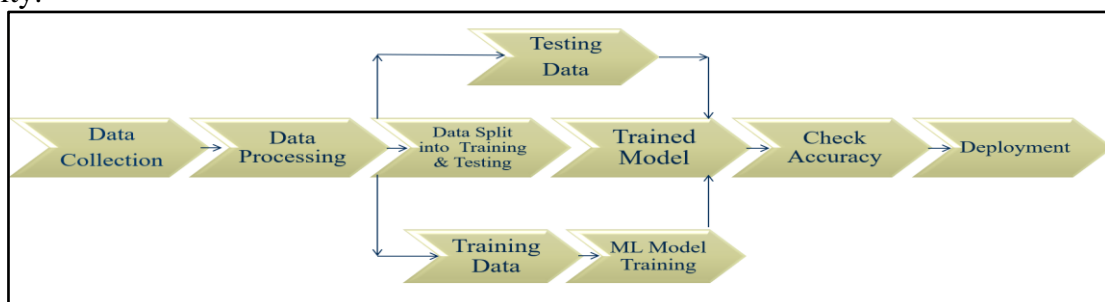 ity.
Testing
Data
Data
Collection
Data
Processing
Data Split
into Training
& Testing
Trained
Model
Check
Accuracy
Deployment
Training
Data
ML Model
Training